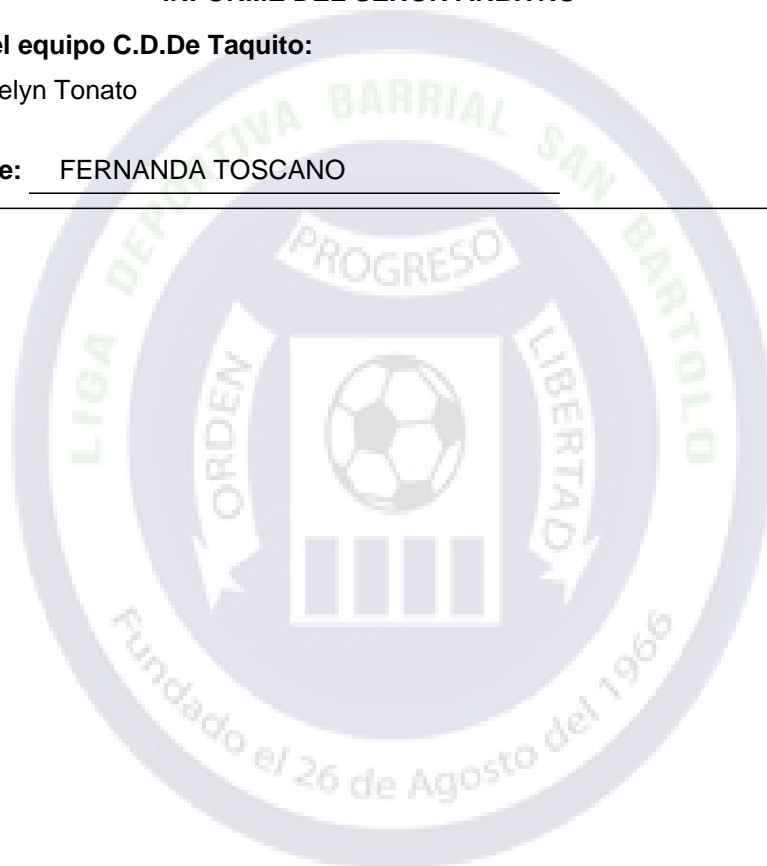 el equipo C.D.De Taquito:
elyn Tonato
e: FERNANDA TOSCANO
LIGA DEPORTIVA BARRIAL SAN BARTOLO
PROGRESO
ORDEN
LIBERTAD
Fundado el 26 de Agosto del 1966